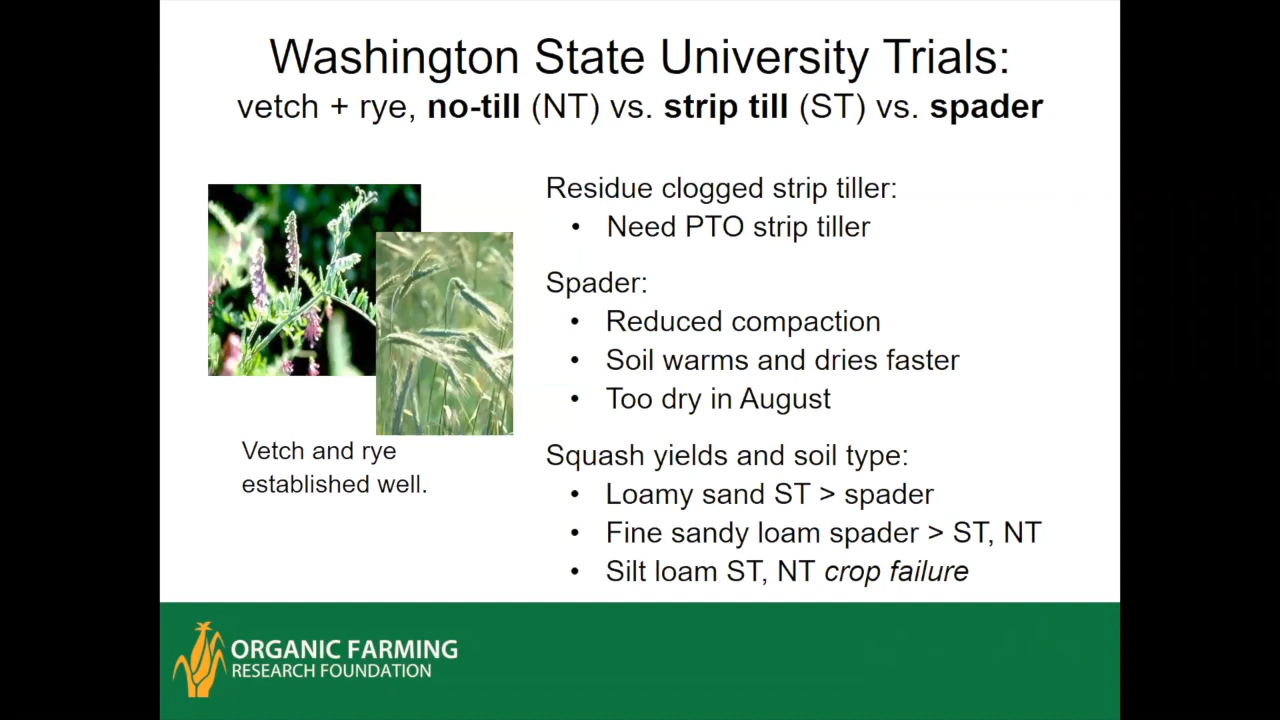 Washington State University Trials:
vetch + rye, no-till (NT) vs. strip till (ST) vs. spader
Residue clogged strip tiller:
• Need PTO strip tiller
Spader:
• Reduced compaction
• Soil warms and dries faster
• Too dry in August
Squash yields and soil type:
• Loamy sand ST > spader
• Fine sandy loam spader > ST, NT
• Silt loam ST, NT crop failure
Vetch and rye
established well.
ORGANIC FARMING
RESEARCH FOUNDATION